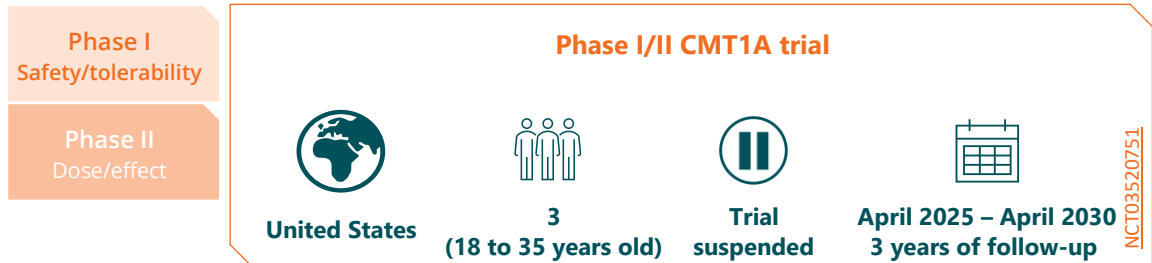 Phase I
Safety/tolerability
Phase II
Dose/effect
Phase I/II CMT1A trial
United States
3
(18 to 35 years old)
Trial
suspended
April 2025 – April 2030
3 years of follow-up
NCT03520751